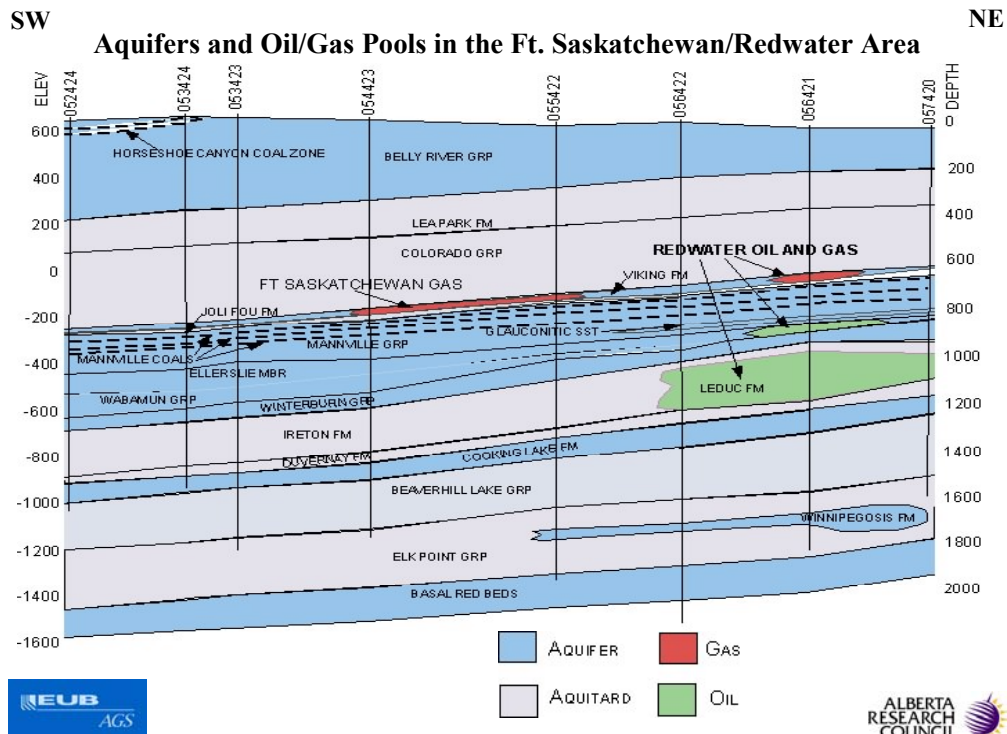 SW
NE
Aquifers and Oil/Gas Pools in the Ft. Saskatchewan/Redwater Area
ELEV
052424
053424
053423
054423
055422
056422
056421
057420
DEPTH
600
400
200
0
-200
-400
-600
-800
-1000
-1200
-1400
-1600
0
200
400
600
800
1000
1200
1400
1600
1800
2000
HORSESHOE CANYON COAL ZONE
BELLY RIVER GRP
LEA PARK FM
COLORADO GRP
REDWATER OIL AND GAS
FT SASKATCHEWAN GAS
VIKING FM
JOLI FOU FM
GLAUCONITIC SST
MANNVILLE GRP
MANNVILLE COALS
ELLERSLIE MBR
LEDUC FM
WABAMUN GRP
WINTERBURN GRP
IRETON FM
DUVERNAY FM
COOKING LAKE FM
BEAVERHILL LAKE GRP
WINNIPEGOSIS FM
ELK POINT GRP
BASAL RED BEDS
AQUIFER
GAS
AQUITARD
OIL
EUB
AGS
ALBERTA
RESEARCH
COUNCIL